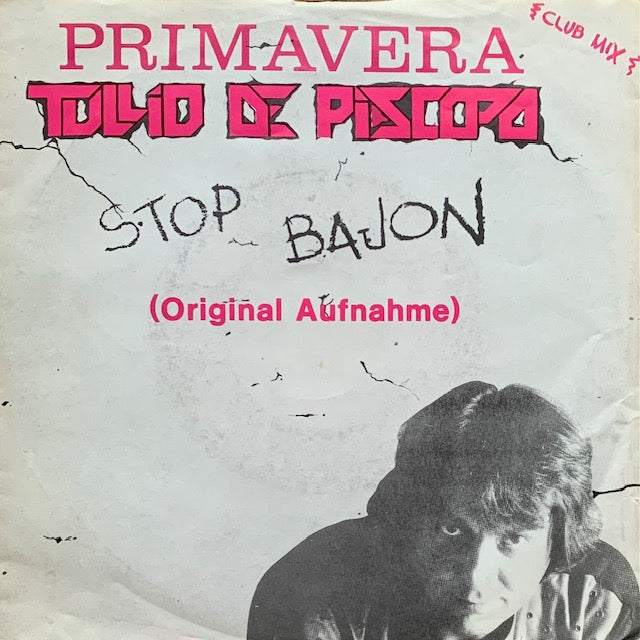 PRIMAVERA
{CLUB MIX}
TULLIO DE PISCOPO
STOP BAJON
(Original Aufnahme)